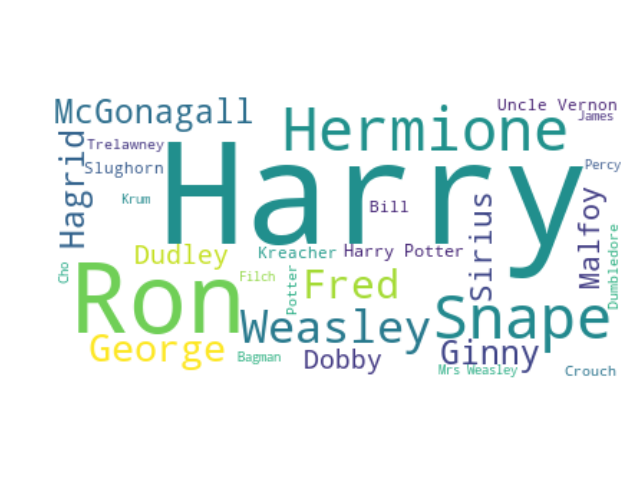 McGonagall
Hermione
Uncle Vernon
James
Trelawney
Hagrid
Slughorn
Harry
Percy
Krum
Bill
Sirius
Malfoy
Dudley
Kreacher
Harry Potter
Dumbledore
Cho
Ron
Filch
Potter
Fred
Weasley
Snape
George
Bagman
Dobby
Ginny
Mrs Weasley
Crouch